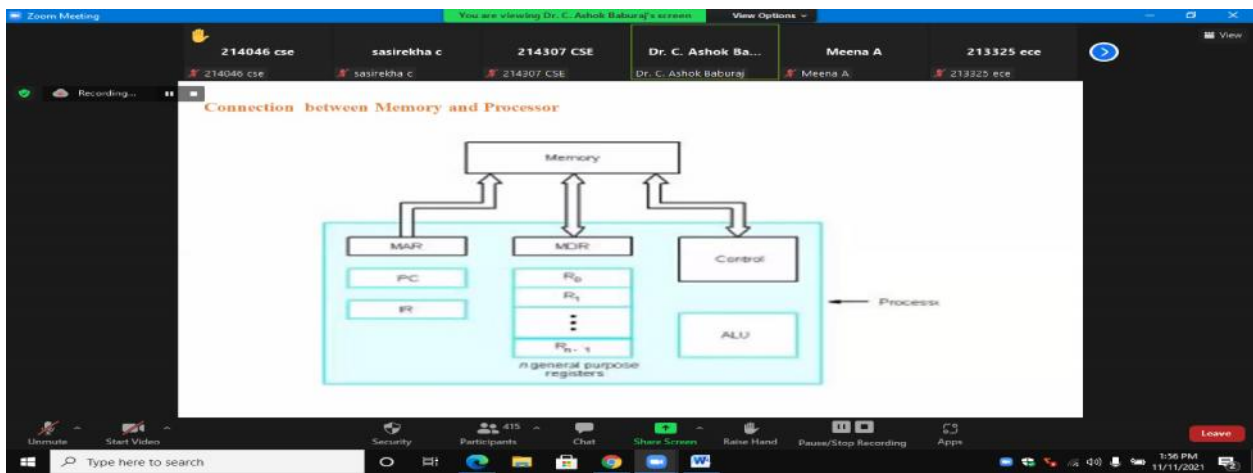 Zoom Meeting
You are viewing Dr. C. Ashok Baburaj's screen
View Options
View
214046 cse
sasirekha c
214307 CSE
Dr. C. Ashok Ba...
Meena A
213325 ece
214046 cse
sasirekha c
214307 CSE
Dr. C. Ashok Baburaj
Meena A
213325 ece
Recording...
Connection between Memory and Processor
Memory
MAR
MDR
Control
PC
R0
IR
R1
Processor
ALU
Rn- 1
n general purpose
registers
Unmute
Start Video
Security
415
Participants
Chat
Share Screen
Raise Hand
Pause/Stop Recording
Apps
Leave
Type here to search
W
1:56 PM
11/11/2021
2